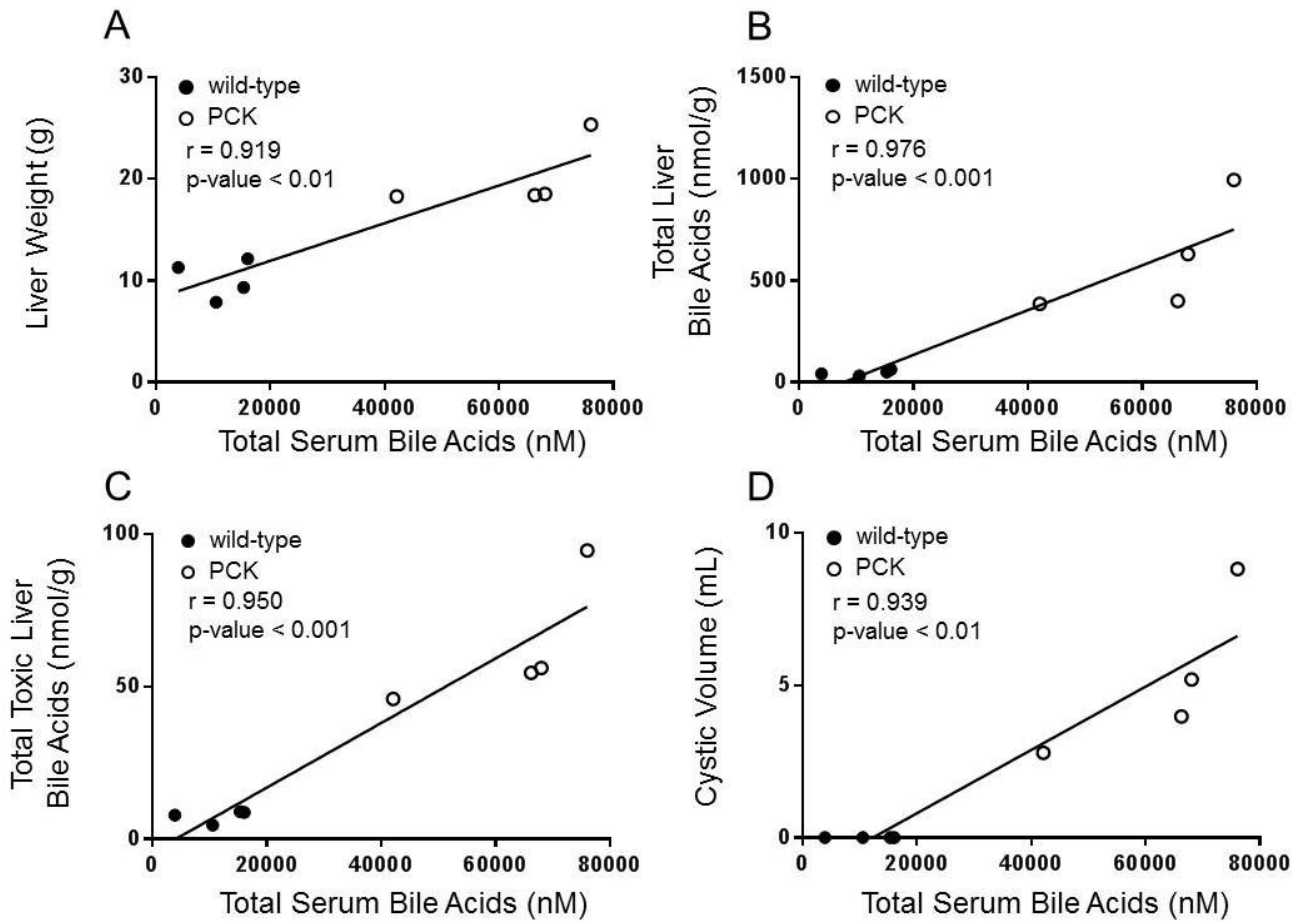 A
30
20
10
0
Liver Weight (g)
wild-type
PCK
r = 0.919
p-value < 0.01
0 20000 40000 60000 80000
Total Serum Bile Acids (nM)
B
1500
1000
500
0
Total Liver
Bile Acids (nmol/g)
wild-type
PCK
r = 0.976
p-value < 0.001
0 20000 40000 60000 80000
Total Serum Bile Acids (nM)
C
100
50
0
Total Toxic Liver
Bile Acids (nmol/g)
wild-type
PCK
r = 0.950
p-value < 0.001
0 20000 40000 60000 80000
Total Serum Bile Acids (nM)
D
10
5
0
Cystic Volume (mL)
wild-type
PCK
r = 0.939
p-value < 0.01
0 20000 40000 60000 80000
Total Serum Bile Acids (nM)